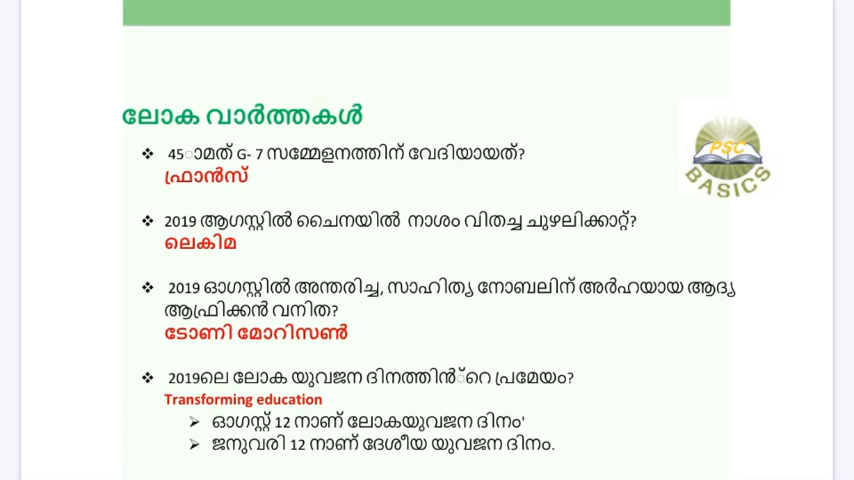 ലോക വാർത്തകൾ
❖ 45ാമത് G- 7 സമ്മേളനത്തിന് വേദിയായത്?
ഫ്രാൻസ്
PSC
BASICS
❖ 2019 ആഗസ്റ്റിൽ ചൈനയിൽ നാശം വിതച്ച ചുഴലിക്കാറ്റ്?
ലെകിമ
❖ 2019 ഓഗസ്റ്റിൽ അന്തരിച്ച, സാഹിത്യ നോബലിന് അർഹയായ ആദ്യ
ആഫ്രിക്കൻ വനിത?
ടോണി മോറിസൺ
❖ 2019ലെ ലോക യുവജന ദിനത്തിൻ്റെ പ്രമേയം?
Transforming education
➢ ഓഗസ്റ്റ് 12 നാണ് ലോകയുവജന ദിനം'
➢ ജനുവരി 12 നാണ് ദേശീയ യുവജന ദിനം.